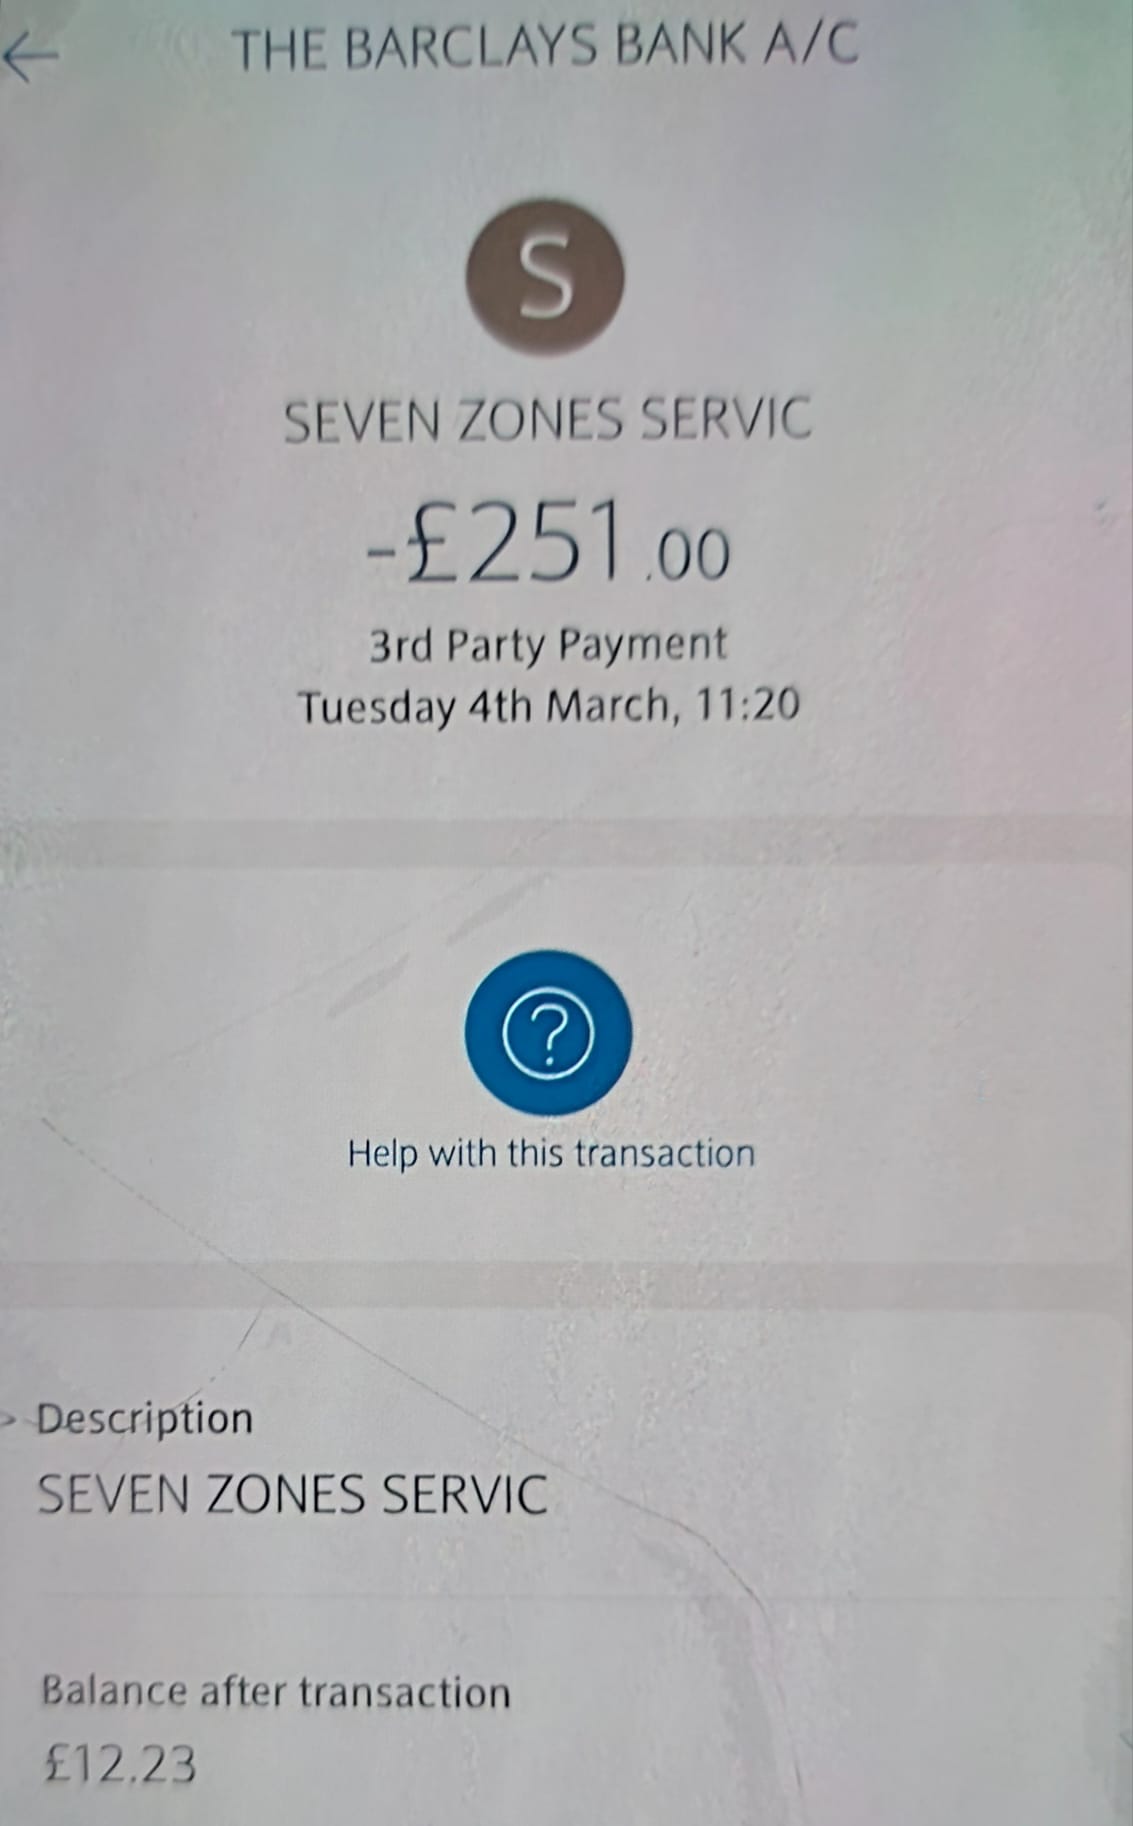 THE BARCLAYS BANK A/C
S
SEVEN ZONES SERVIC
-£251.00
3rd Party Payment
Tuesday 4th March, 11:20
?
Help with this transaction
Description
SEVEN ZONES SERVIC
Balance after transaction
£12.23